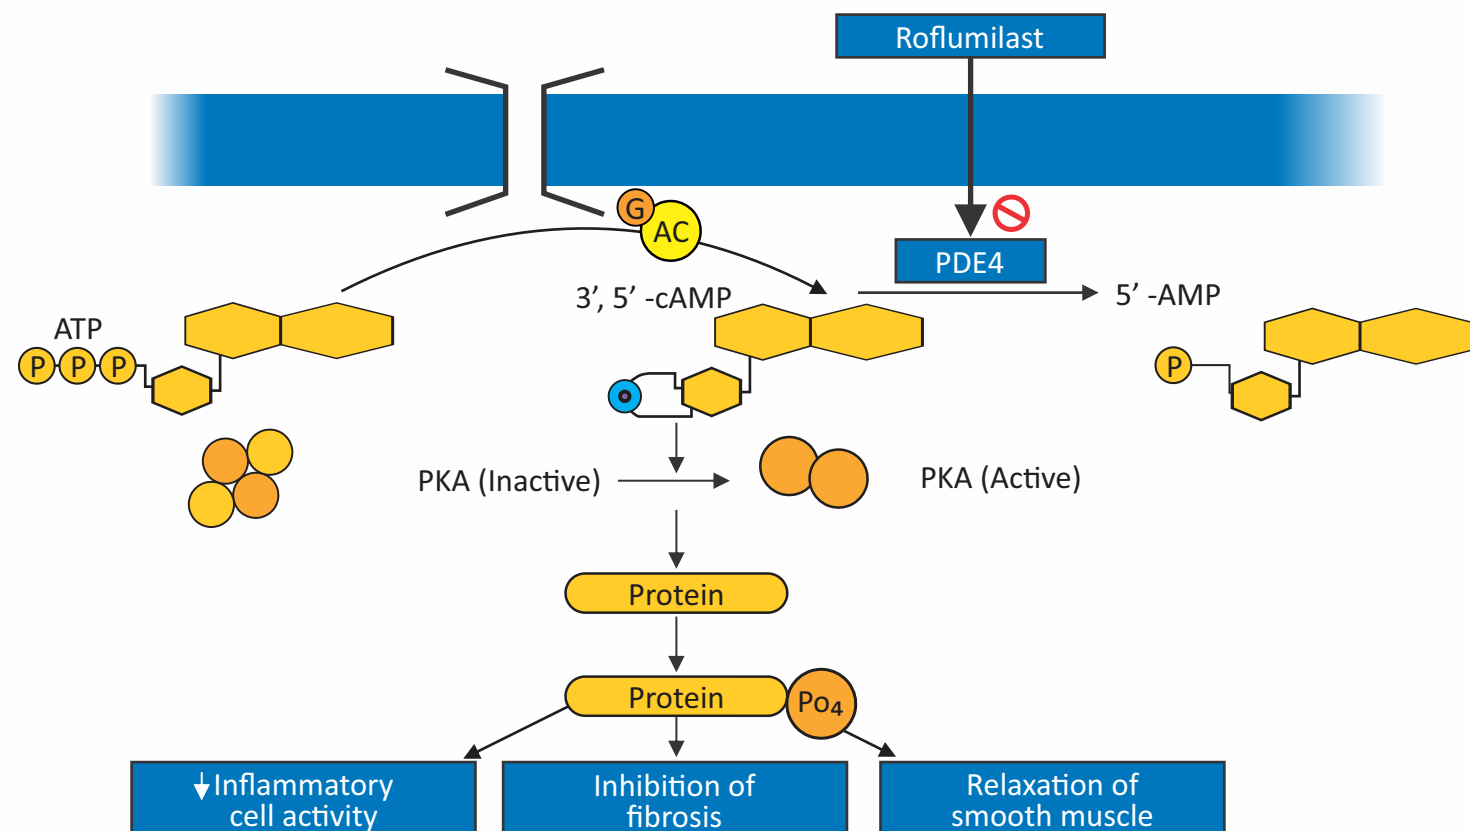 Roflumilast
G
AC
PDE4
3’, 5’ -cAMP
5’ -AMP
ATP
P P P
P
PKA (Inactive)
PKA (Active)
Protein
Protein
Po₄
↓Inflammatory
cell activity
Inhibition of
fibrosis
Relaxation of
smooth muscle